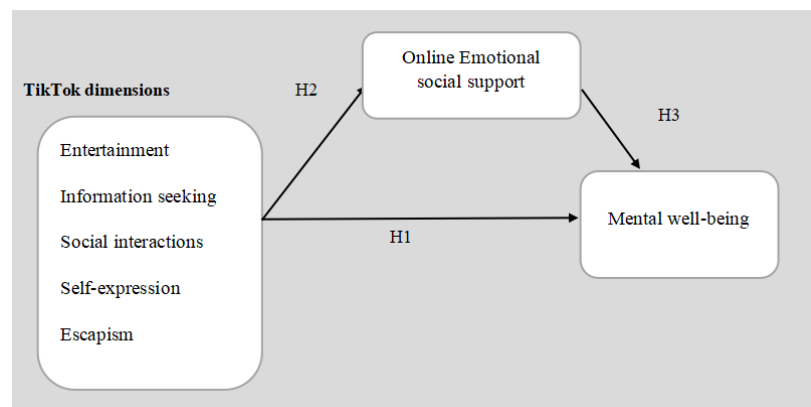 Online Emotional
social support
TikTok dimensions
H2
H3
Entertainment
Information seeking
Social interactions
Self-expression
Escapism
H1
Mental well-being